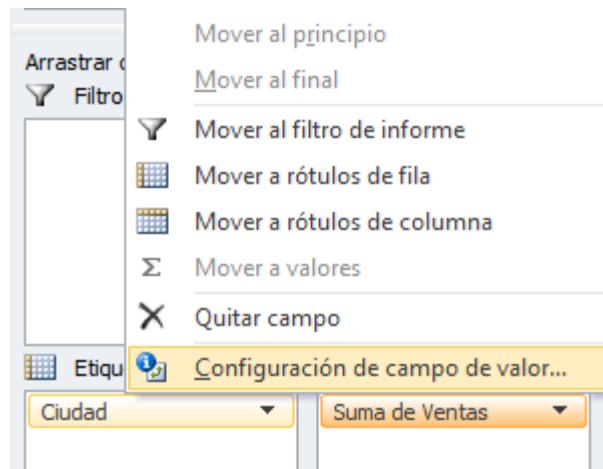 Mover al principio
Arrastrar
Mover al final
Filtro
Mover al filtro de informe
Mover a rótulos de fila
Mover a rótulos de columna
Σ Mover a valores
Quitar campo
Configuración de campo de valor...
Ciudad
Suma de Ventas